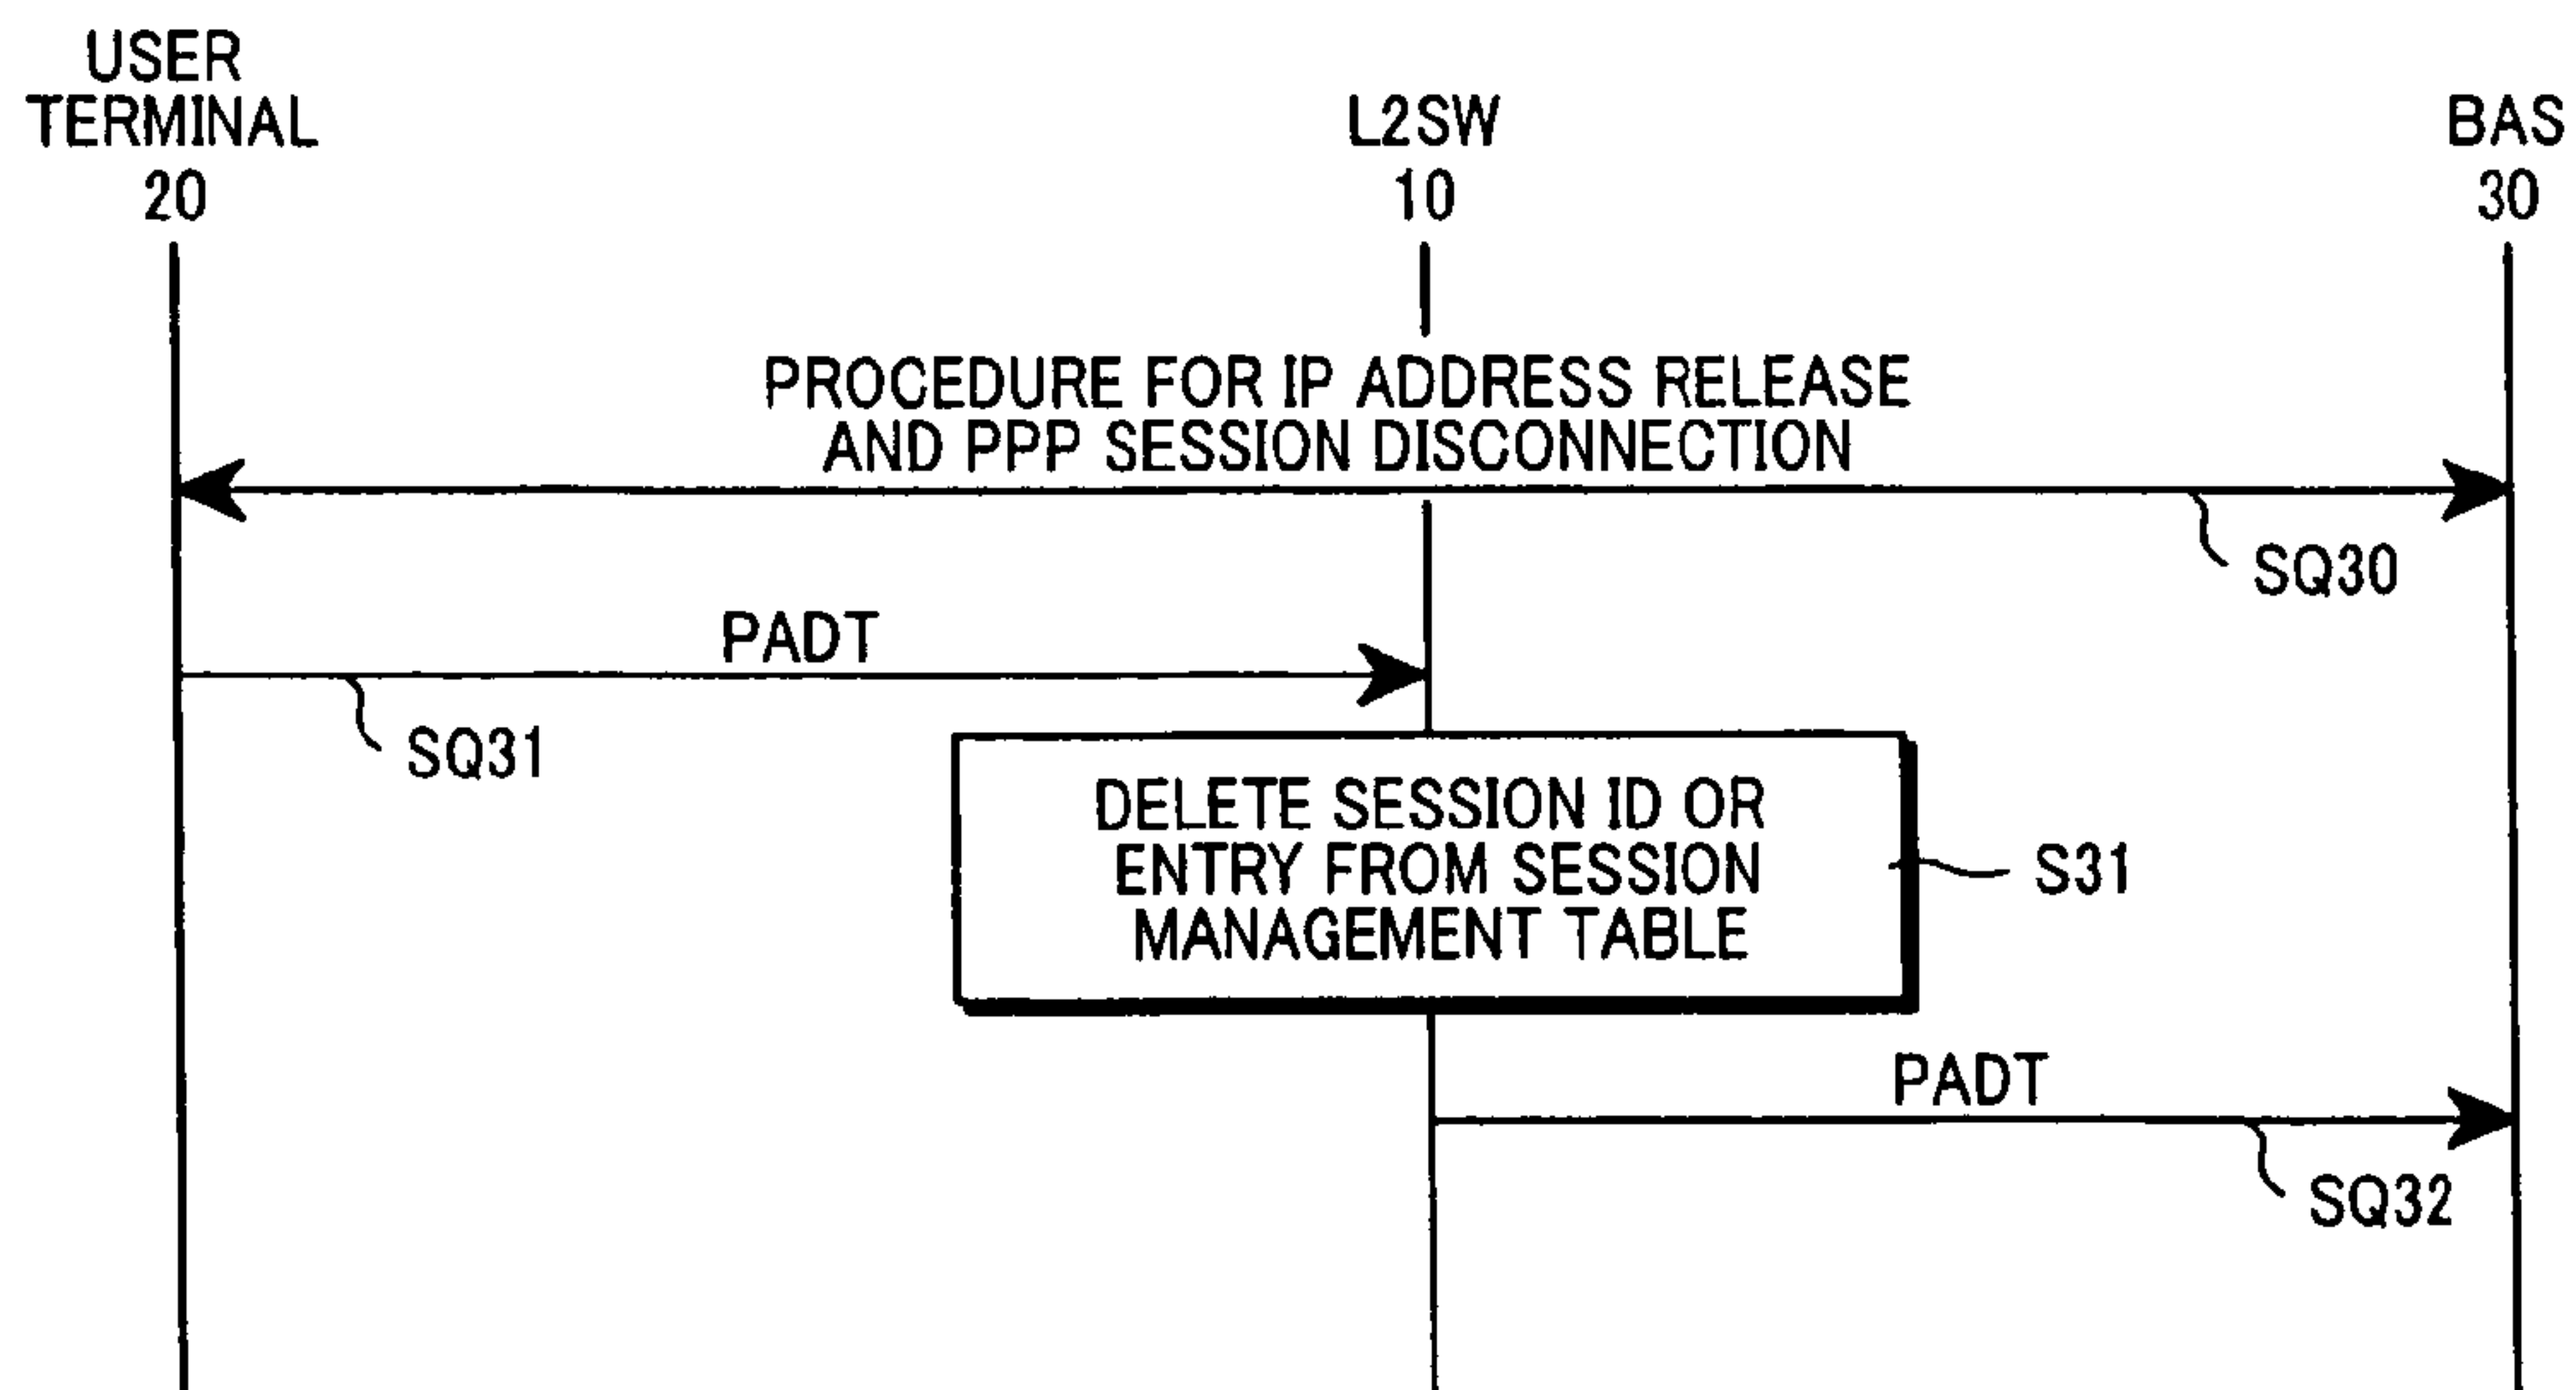 USER
TERMINAL
20
L2SW
10
BAS
30
PROCEDURE FOR IP ADDRESS RELEASE
AND PPP SESSION DISCONNECTION
SQ30
PADT
SQ31
DELETE SESSION ID OR
ENTRY FROM SESSION
MANAGEMENT TABLE
S31
PADT
SQ32